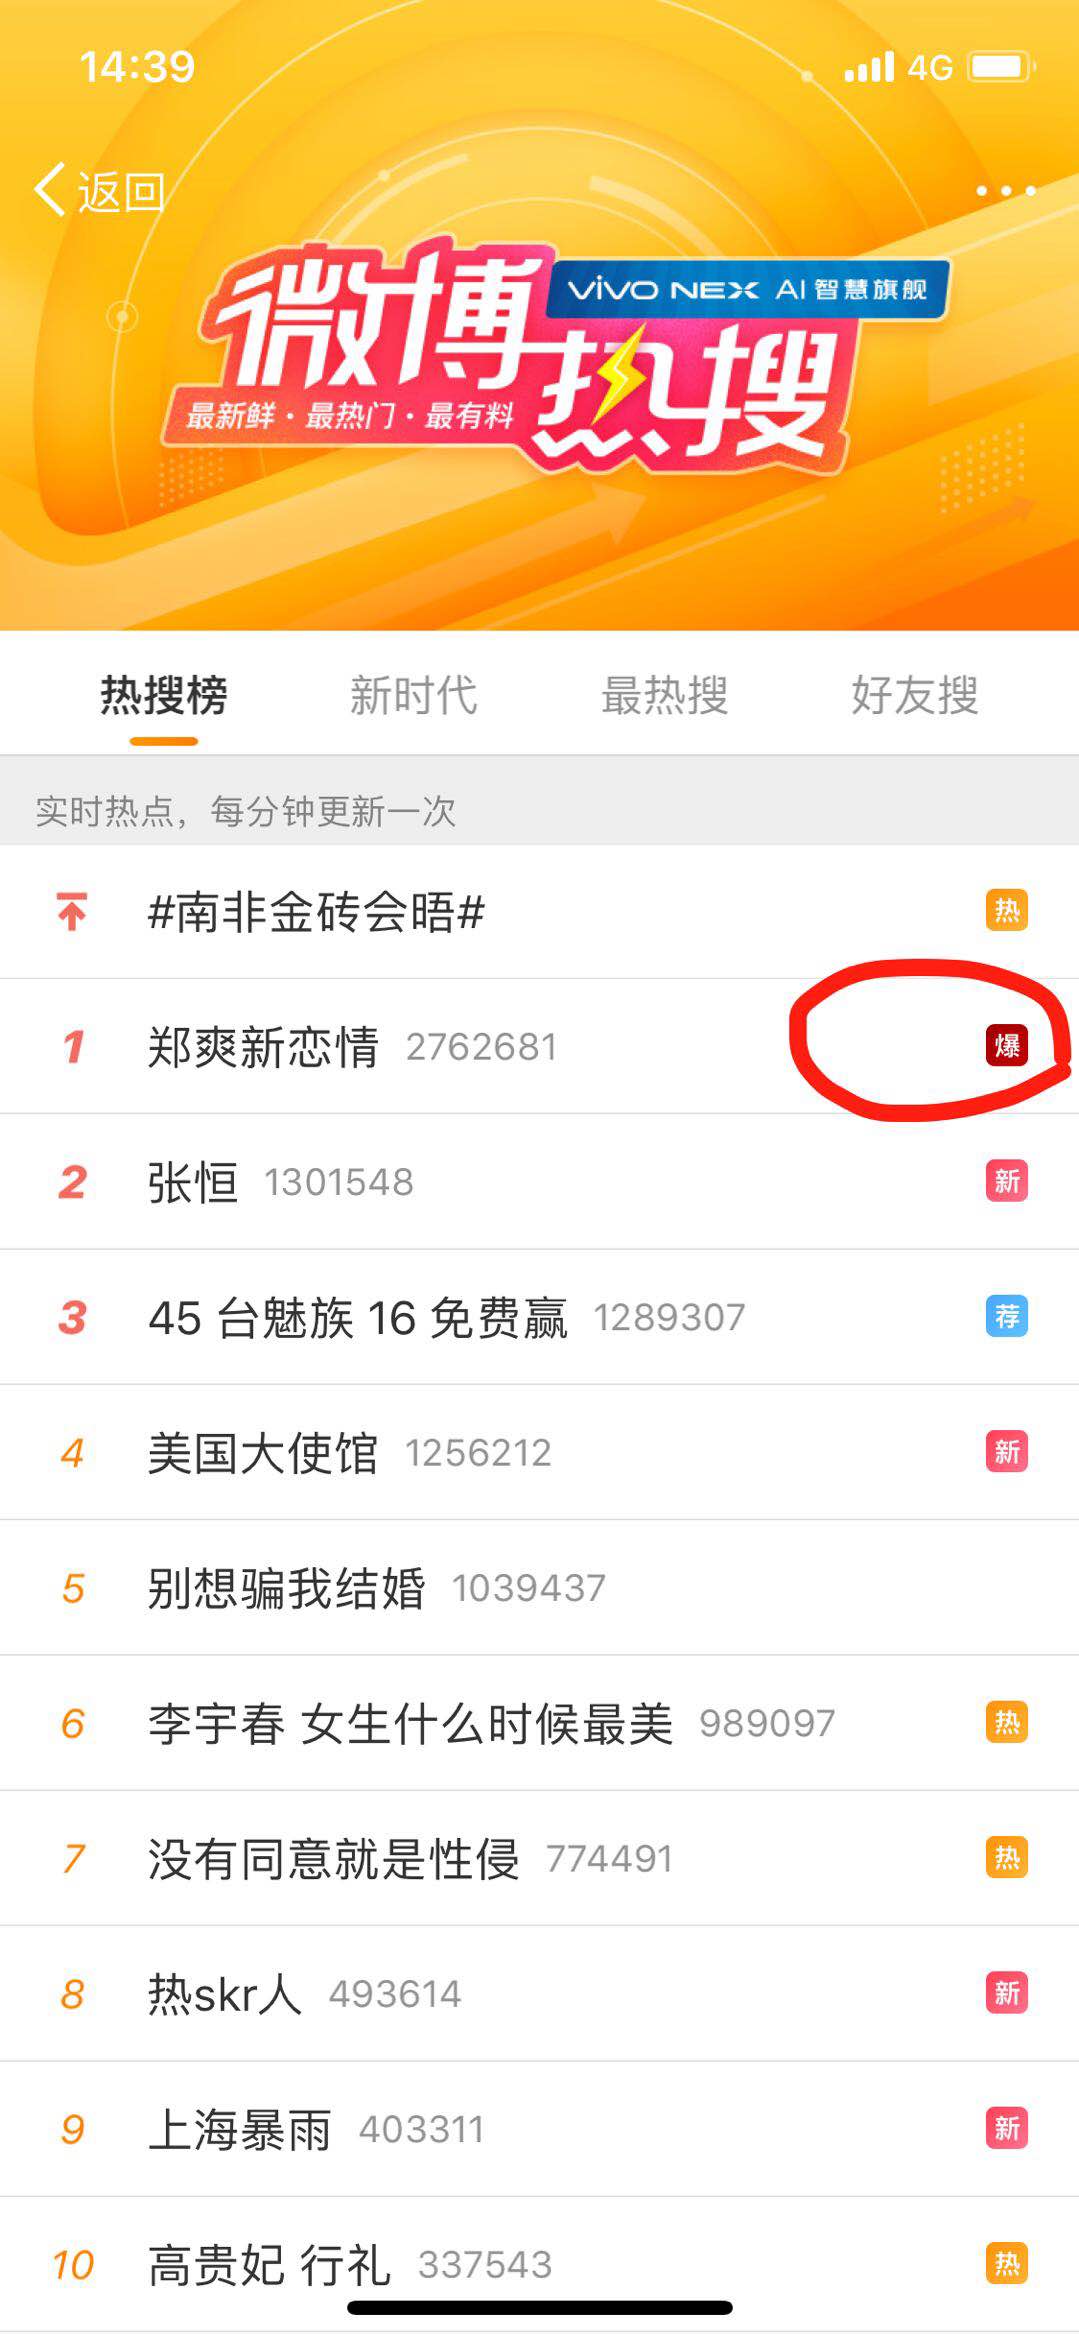 14:39 4G
返回
微博热搜
vivo NEX AI智慧旗舰
最新鲜·最热门·最有料
热搜榜 新时代 最热搜 好友搜
实时热点，每分钟更新一次
#南非金砖会晤# 热
1 郑爽新恋情 2762681 爆
2 张恒 1301548 新
3 45 台魅族 16 免费赢 1289307 荐
4 美国大使馆 1256212 新
5 别想骗我结婚 1039437
6 李宇春 女生什么时候最美 989097 热
7 没有同意就是性侵 774491 热
8 热skr人 493614 新
9 上海暴雨 403311 新
10 高贵妃 行礼 337543 热